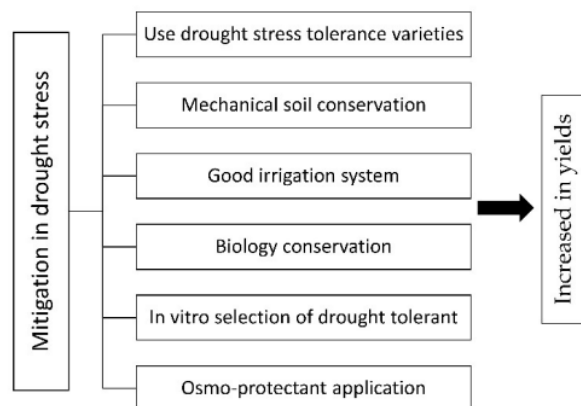 Mitigation in drought stress
Use drought stress tolerance varieties
Mechanical soil conservation
Good irrigation system
Biology conservation
In vitro selection of drought tolerant
Osmo-protectant application
Increased in yields